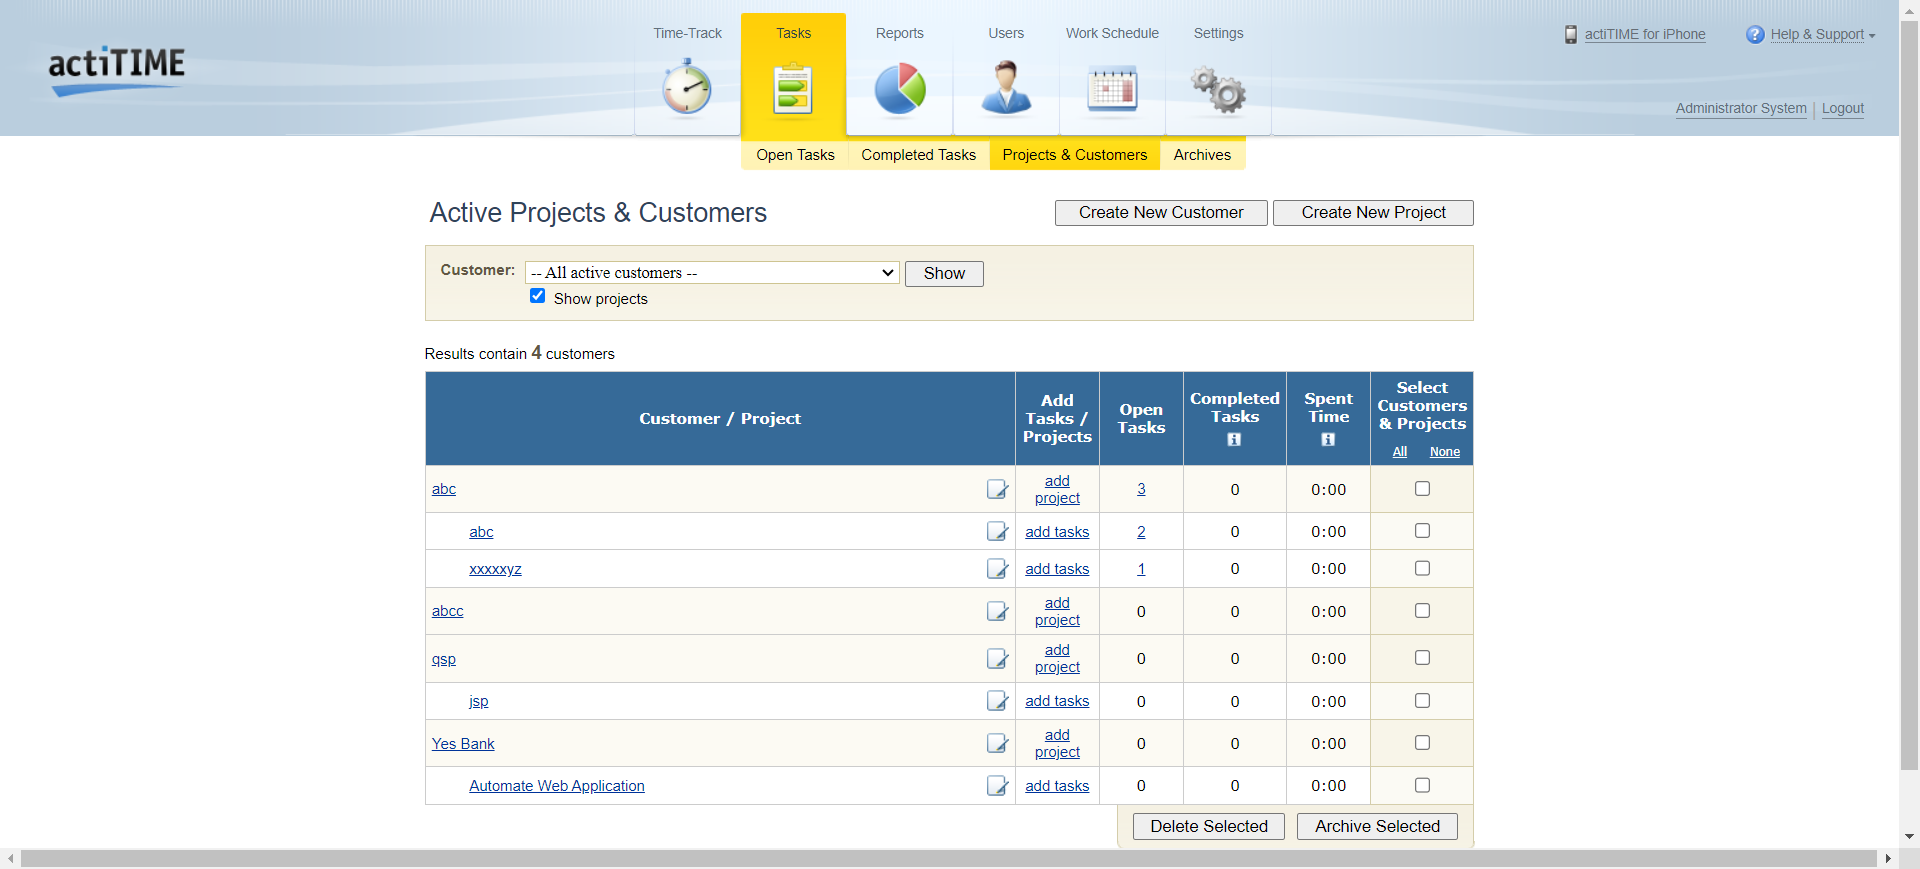 actiTIME
Time-Track
Tasks
Reports
Users
Work Schedule
Settings
actiTIME for iPhone
? Help & Support
Administrator System | Logout
Open Tasks
Completed Tasks
Projects & Customers
Archives
Active Projects & Customers
Create New Customer
Create New Project
Customer: -- All active customers --
Show
Show projects
Results contain 4 customers
Customer / Project
Add
Tasks /
Projects
Open
Tasks
Completed
Tasks
i
Spent
Time
i
Select
Customers
& Projects
All None
abc add project 3 0 0:00
abc add tasks 2 0 0:00
xxxxxyz add tasks 1 0 0:00
abcc add project 0 0 0:00
qsp add project 0 0 0:00
jsp add tasks 0 0 0:00
Yes Bank add project 0 0 0:00
Automate Web Application add tasks 0 0 0:00
Delete Selected
Archive Selected